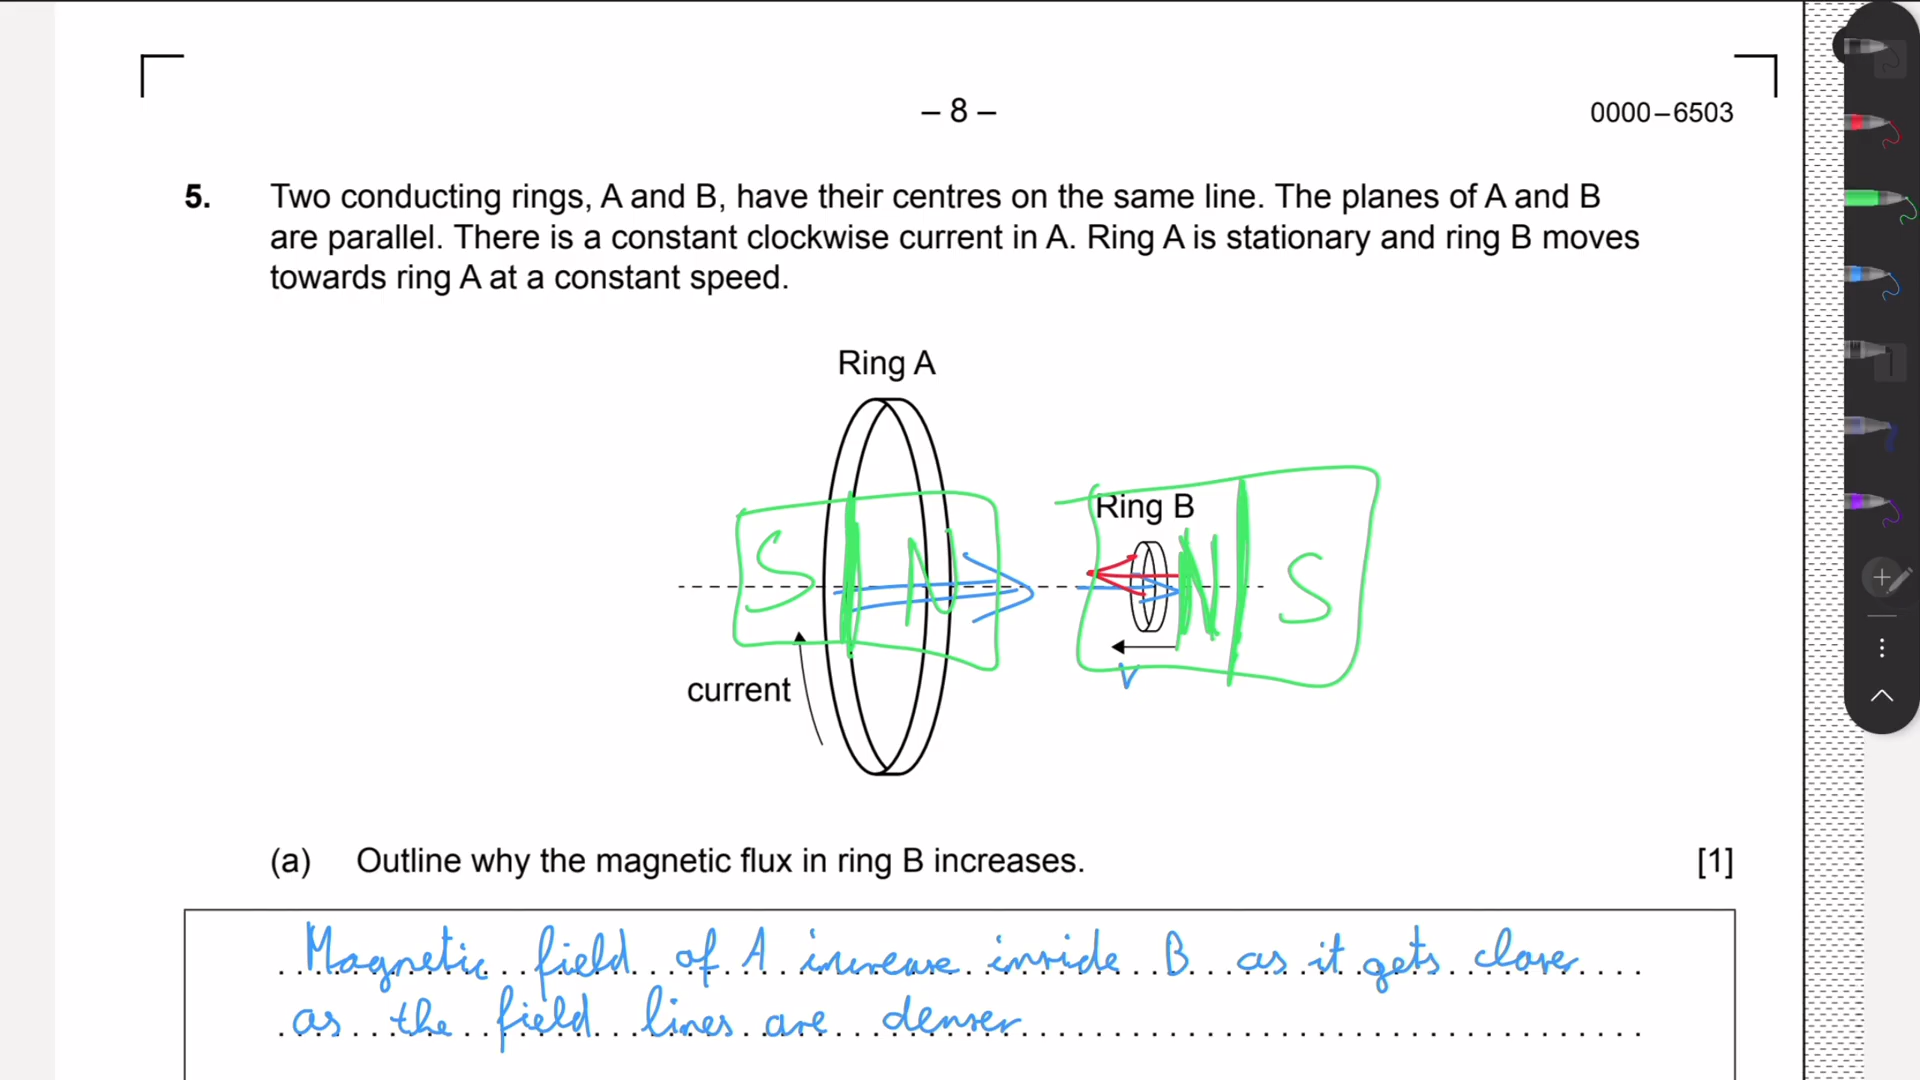 – 8 –
0000–6503
5. Two conducting rings, A and B, have their centres on the same line. The planes of A and B
are parallel. There is a constant clockwise current in A. Ring A is stationary and ring B moves
towards ring A at a constant speed.
Ring A
Ring B
S N
N S
v
current
(a) Outline why the magnetic flux in ring B increases. [1]
Magnetic field of A increase inside B as it gets closer
as the field lines are denser